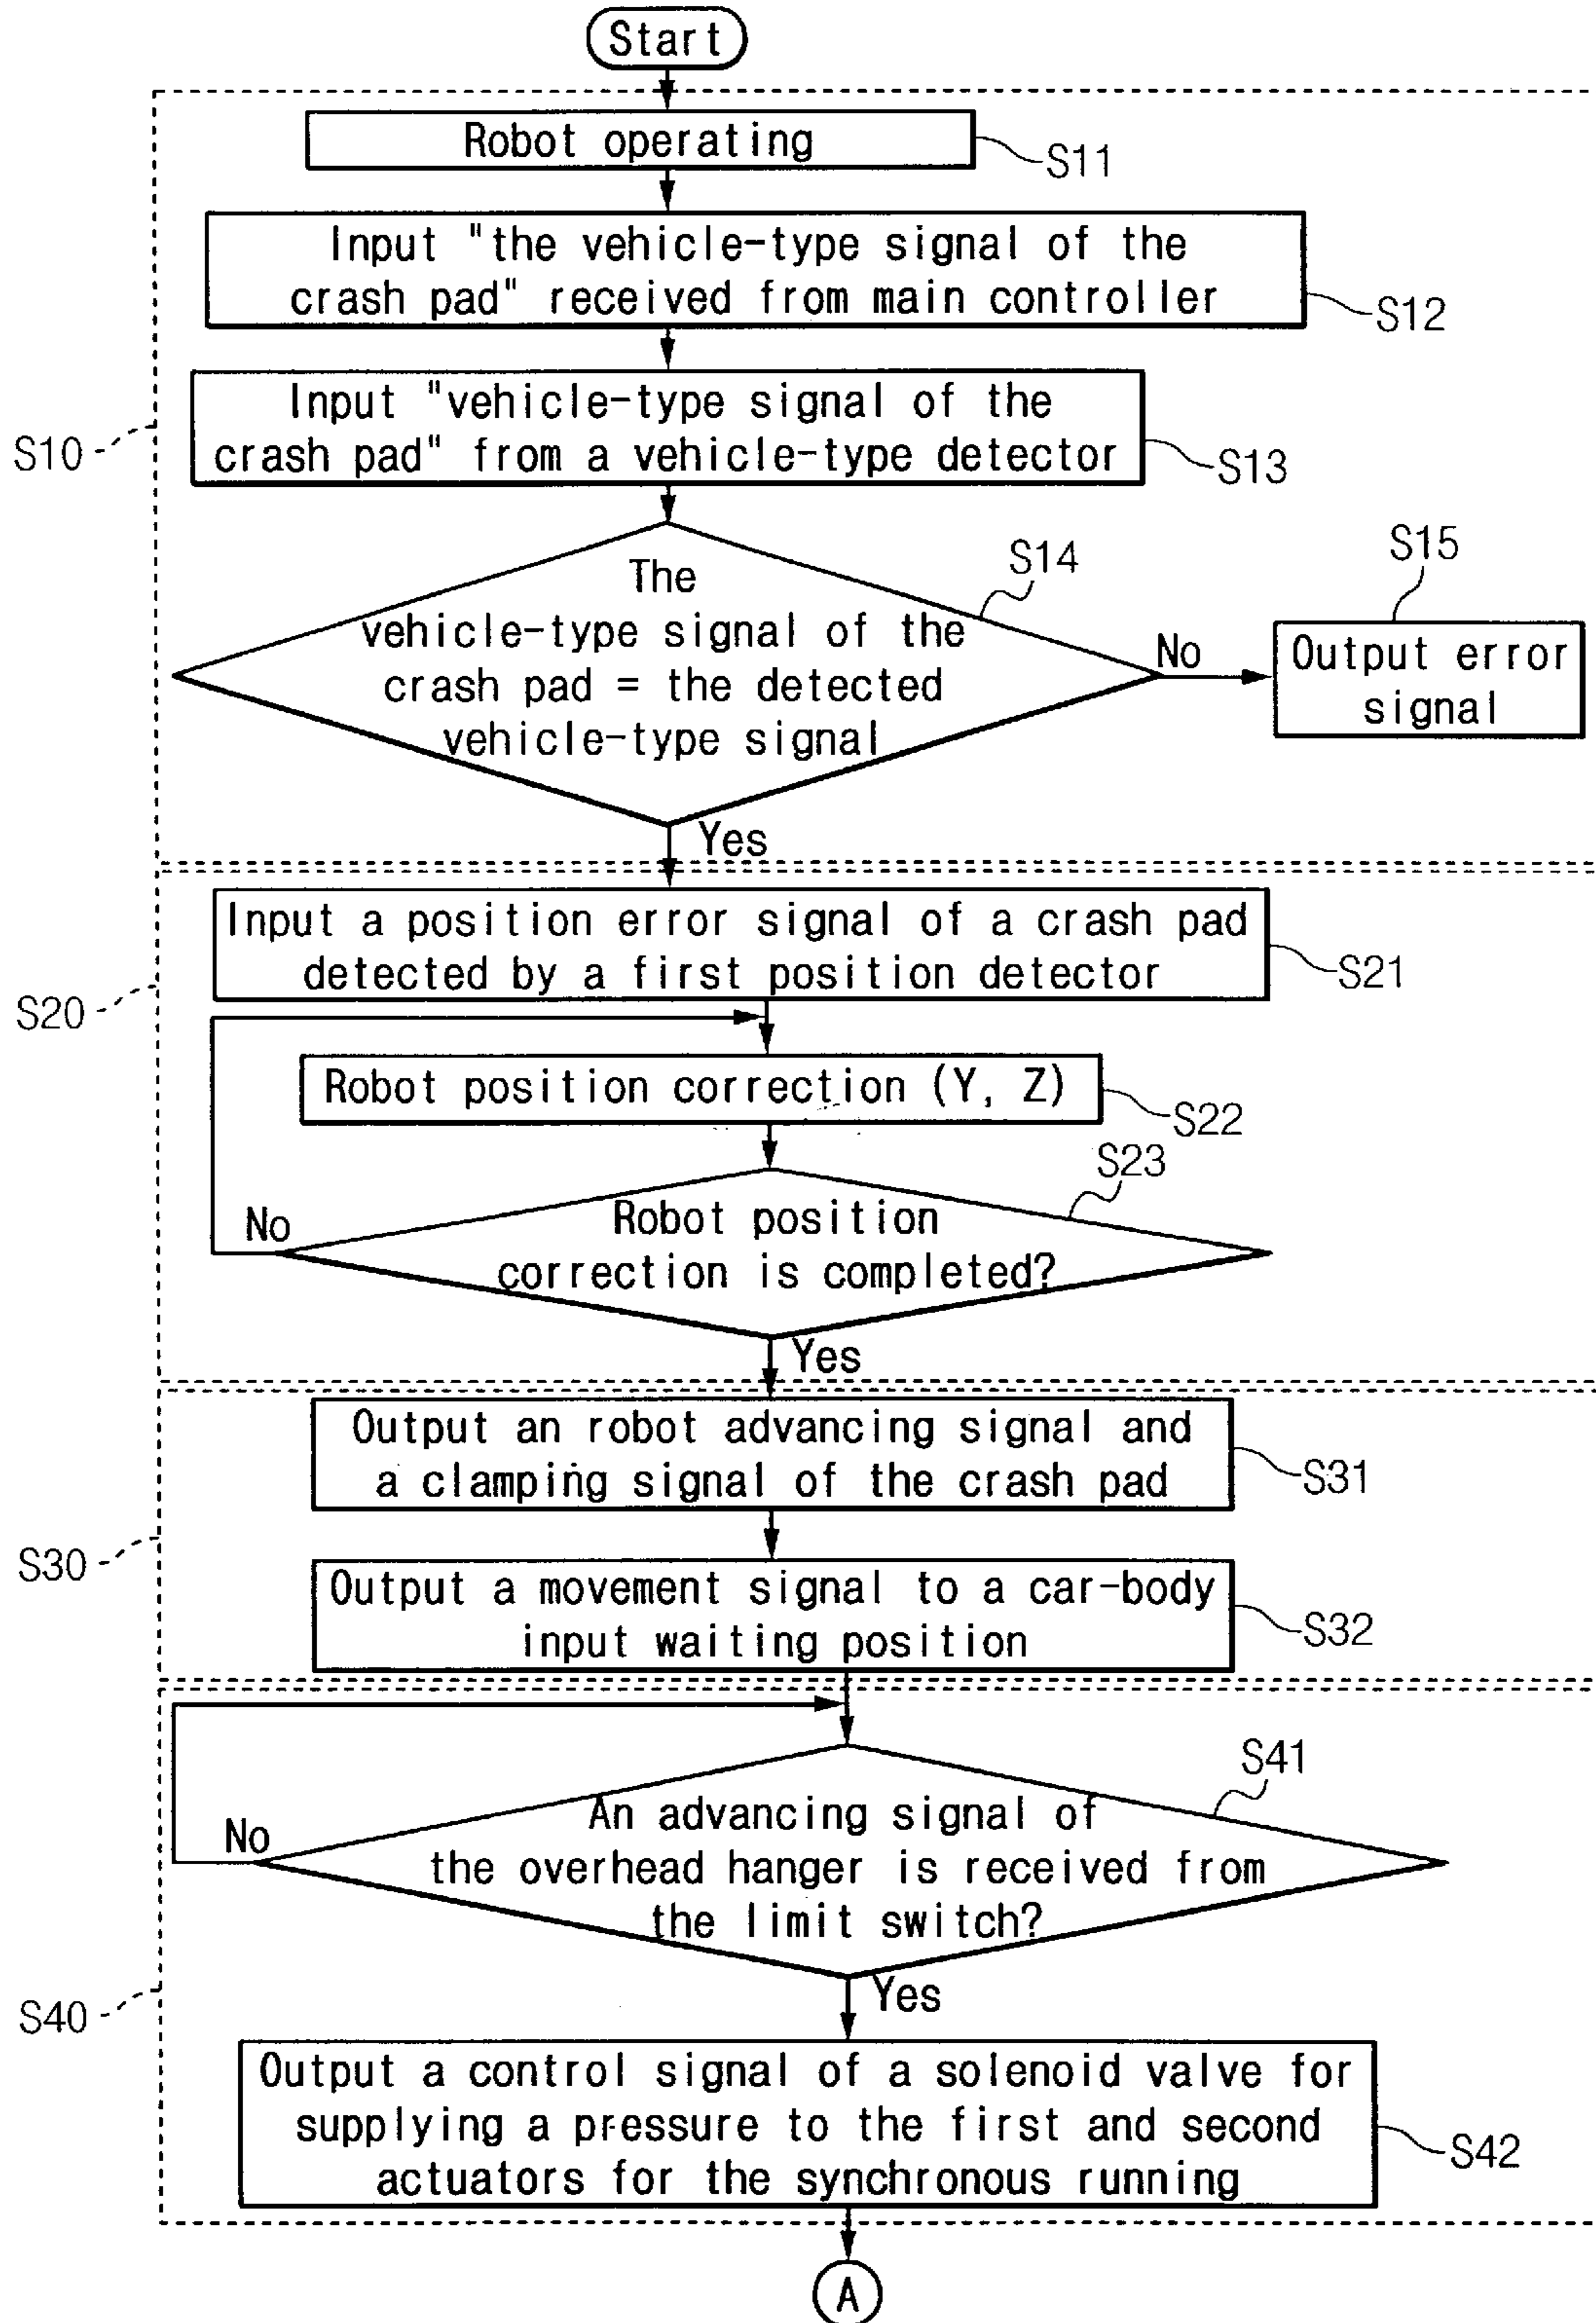 Start
Robot operating
S11
Input "the vehicle-type signal of the
crash pad" received from main controller
S12
Input "vehicle-type signal of the
crash pad" from a vehicle-type detector
S13
S10
The
vehicle-type signal of the
crash pad = the detected
vehicle-type signal
S14
No
S15
Output error
signal
Yes
Input a position error signal of a crash pad
detected by a first position detector
S21
S20
Robot position correction (Y, Z)
S22
S23
No
Robot position
correction is completed?
Yes
Output an robot advancing signal and
a clamping signal of the crash pad
S31
S30
Output a movement signal to a car-body
input waiting position
S32
S41
No
An advancing signal of
the overhead hanger is received from
the limit switch?
Yes
S40
Output a control signal of a solenoid valve for
supplying a pressure to the first and second
actuators for the synchronous running
S42
A